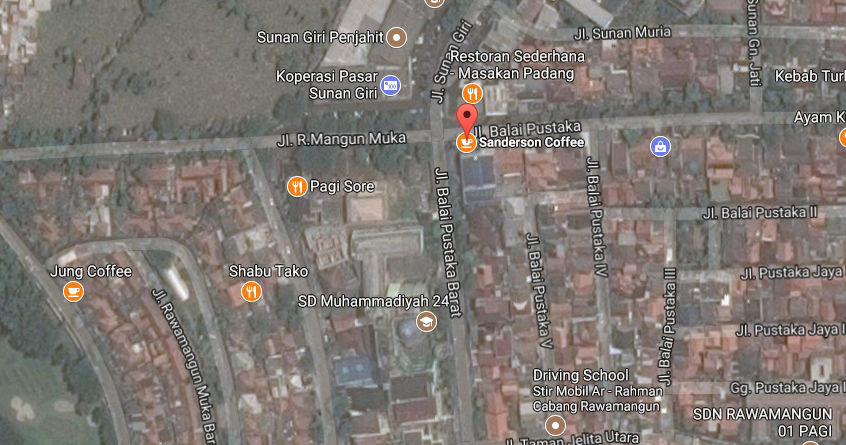 Sunan Giri Penjahit
Jl. Sunan Giri
Jl. Sunan Muria
Sunan Gn. Jati
Restoran Sederhana
- Masakan Padang
Koperasi Pasar
Sunan Giri
Kebab Turk
Ayam K
Jl. Balai Pustaka
Jl. R.Mangun Muka
Sanderson Coffee
Pagi Sore
Jl. Balai Pustaka Barat
Jl. Balai Pustaka IV
Jl. Balai Pustaka II
Jl. Balai Pustaka V
Jl. Balai Pustaka III
Jung Coffee
Shabu Tako
Jl. Pustaka Jaya
SD Muhammadiyah 24
Jl. Rawamangun Muka Bar
Jl. Pustaka Jaya I
Driving School
Stir Mobil Ar - Rahman
Cabang Rawamangun
Gg. Pustaka Jaya I
SDN RAWAMANGUN
01 PAGI
Jl. Taman Jelita Utara